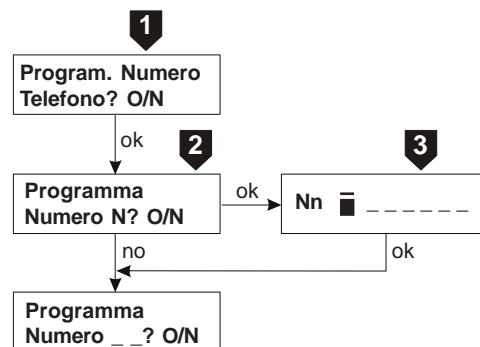 1
Program. Numero
Telefono? O/N
ok
2
Programma
Numero N? O/N
ok
3
Nn _ _ _ _ _ _
no
ok
Programma
Numero _ _? O/N